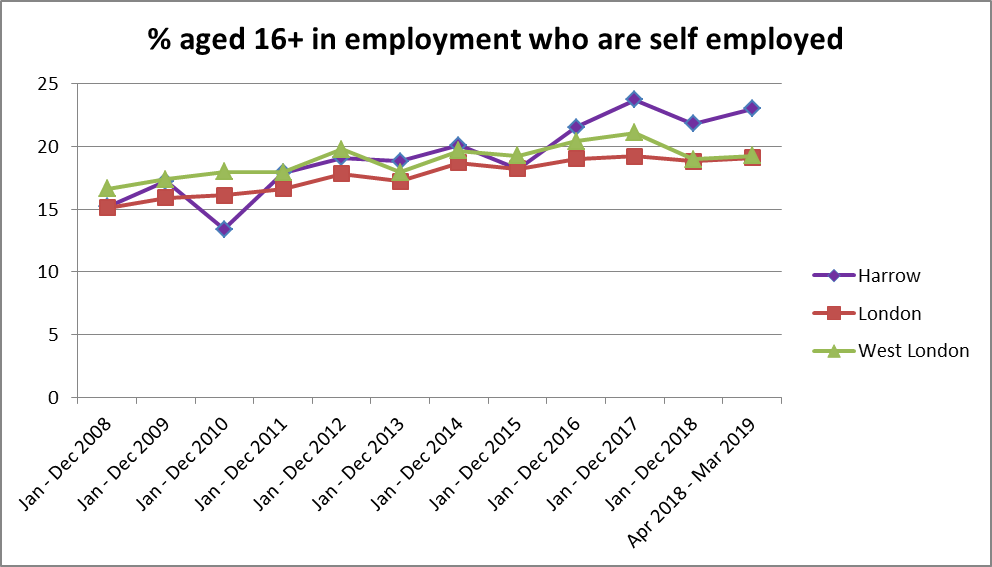 % aged 16+ in employment who are self employed
25
20
15
10
5
0
Jan - Dec 2008
Jan - Dec 2009
Jan - Dec 2010
Jan - Dec 2011
Jan - Dec 2012
Jan - Dec 2013
Jan - Dec 2014
Jan - Dec 2015
Jan - Dec 2016
Jan - Dec 2017
Jan - Dec 2018
Apr 2018 - Mar 2019
Harrow
London
West London